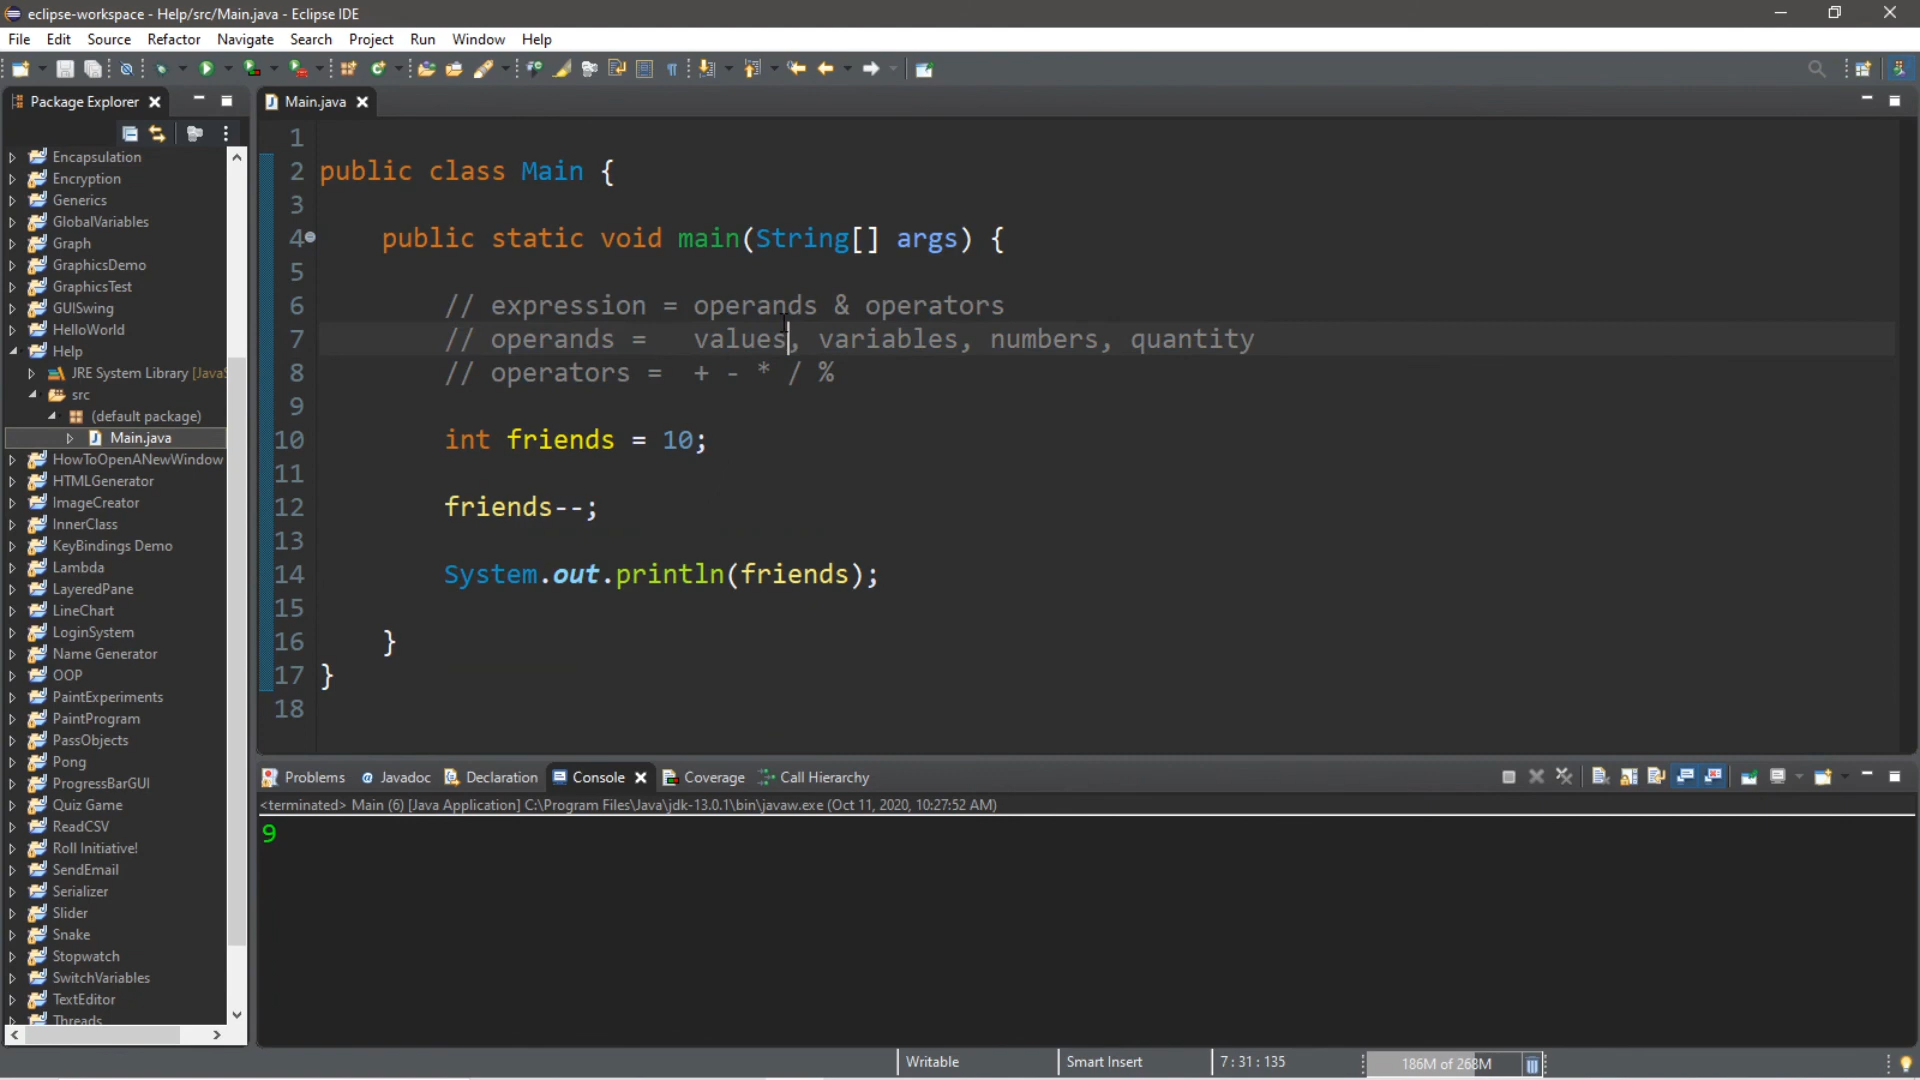 eclipse-workspace - Help/src/Main.java - Eclipse IDE
File Edit Source Refactor Navigate Search Project Run Window Help
Package Explorer
Main.java
Encapsulation
Encryption
Generics
GlobalVariables
Graph
GraphicsDemo
GraphicsTest
GUISwing
HelloWorld
Help
JRE System Library [JavaS
src
(default package)
Main.java
HowToOpenANewWindow
HTMLGenerator
ImageCreator
InnerClass
KeyBindings Demo
Lambda
LayeredPane
LineChart
LoginSystem
Name Generator
OOP
PaintExperiments
PaintProgram
PassObjects
Pong
ProgressBarGUI
Quiz Game
ReadCSV
Roll Initiative!
SendEmail
Serializer
Slider
Snake
Stopwatch
SwitchVariables
TextEditor
Threads
1
2 public class Main {
3
4 public static void main(String[] args) {
5
6 // expression = operands & operators
7 // operands = values, variables, numbers, quantity
8 // operators = + - * / %
9
10 int friends = 10;
11
12 friends--;
13
14 System.out.println(friends);
15
16 }
17 }
18
Problems @ Javadoc Declaration Console Coverage Call Hierarchy
<terminated> Main (6) [Java Application] C:\Program Files\Java\jdk-13.0.1\bin\javaw.exe (Oct 11, 2020, 10:27:52 AM)
9
Writable Smart Insert 7 : 31 : 135 186M of 268M